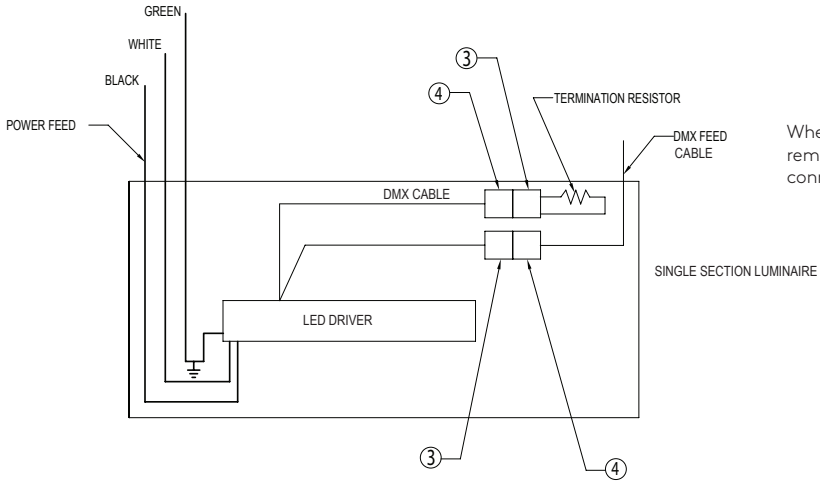 GREEN
WHITE
BLACK
POWER FEED
3
4
TERMINATION RESISTOR
DMX FEED
CABLE
DMX CABLE
SINGLE SECTION LUMINAIRE
LED DRIVER
3
4